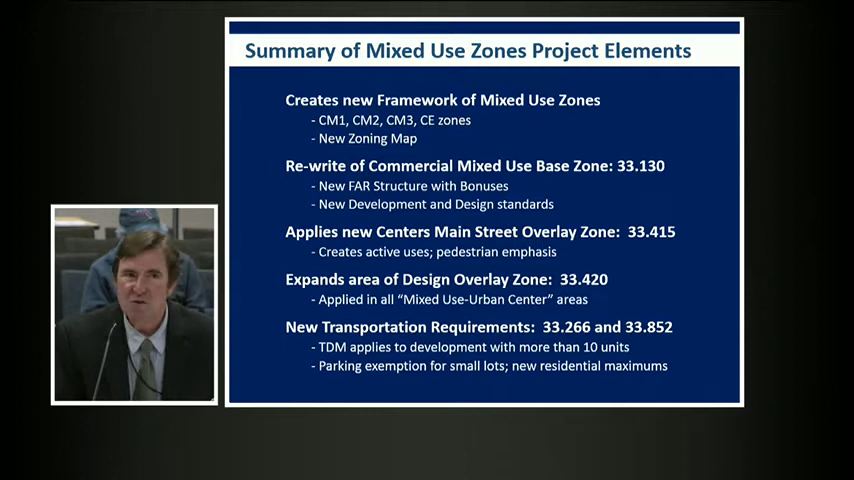 Summary of Mixed Use Zones Project Elements
Creates new Framework of Mixed Use Zones
- CM1, CM2, CM3, CE zones
- New Zoning Map
Re-write of Commercial Mixed Use Base Zone: 33.130
- New FAR Structure with Bonuses
- New Development and Design standards
Applies new Centers Main Street Overlay Zone: 33.415
- Creates active uses; pedestrian emphasis
Expands area of Design Overlay Zone: 33.420
- Applied in all “Mixed Use-Urban Center” areas
New Transportation Requirements: 33.266 and 33.852
- TDM applies to development with more than 10 units
- Parking exemption for small lots; new residential maximums